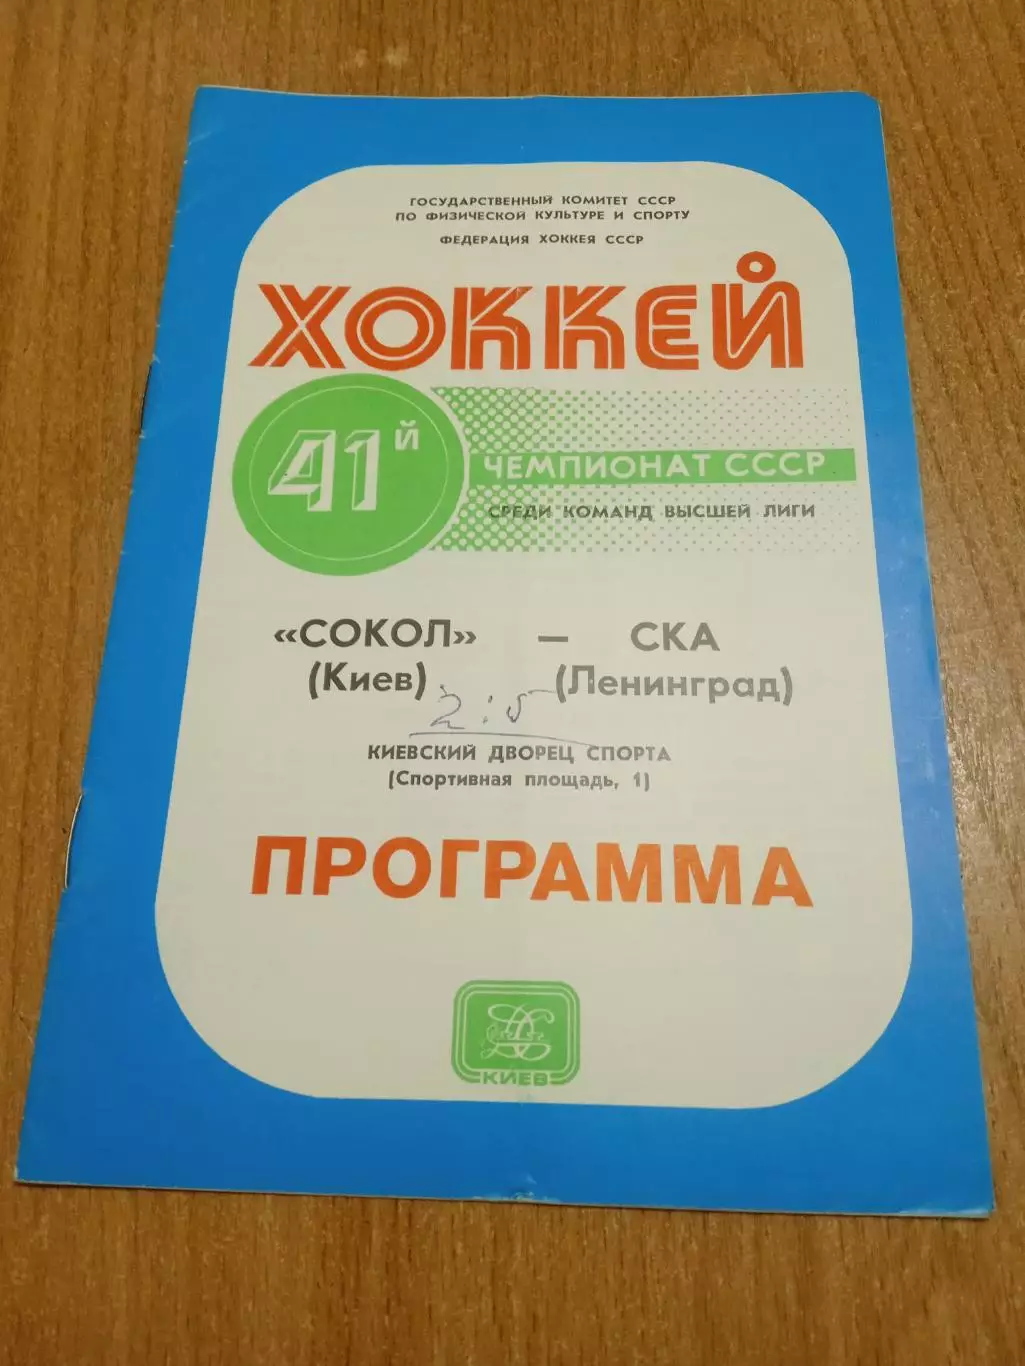 ГОСУДАРСТВЕННЫЙ КОМИТЕТ СССР
ПО ФИЗИЧЕСКОЙ КУЛЬТУРЕ И СПОРТУ
ФЕДЕРАЦИЯ ХОККЕЯ СССР
ХОККЕЙ
41й
ЧЕМПИОНАТ СССР
СРЕДИ КОМАНД ВЫСШЕЙ ЛИГИ
«СОКОЛ» — СКА
(Киев) (Ленинград)
2:5
КИЕВСКИЙ ДВОРЕЦ СПОРТА
(Спортивная площадь, 1)
ПРОГРАММА
КИЕВ